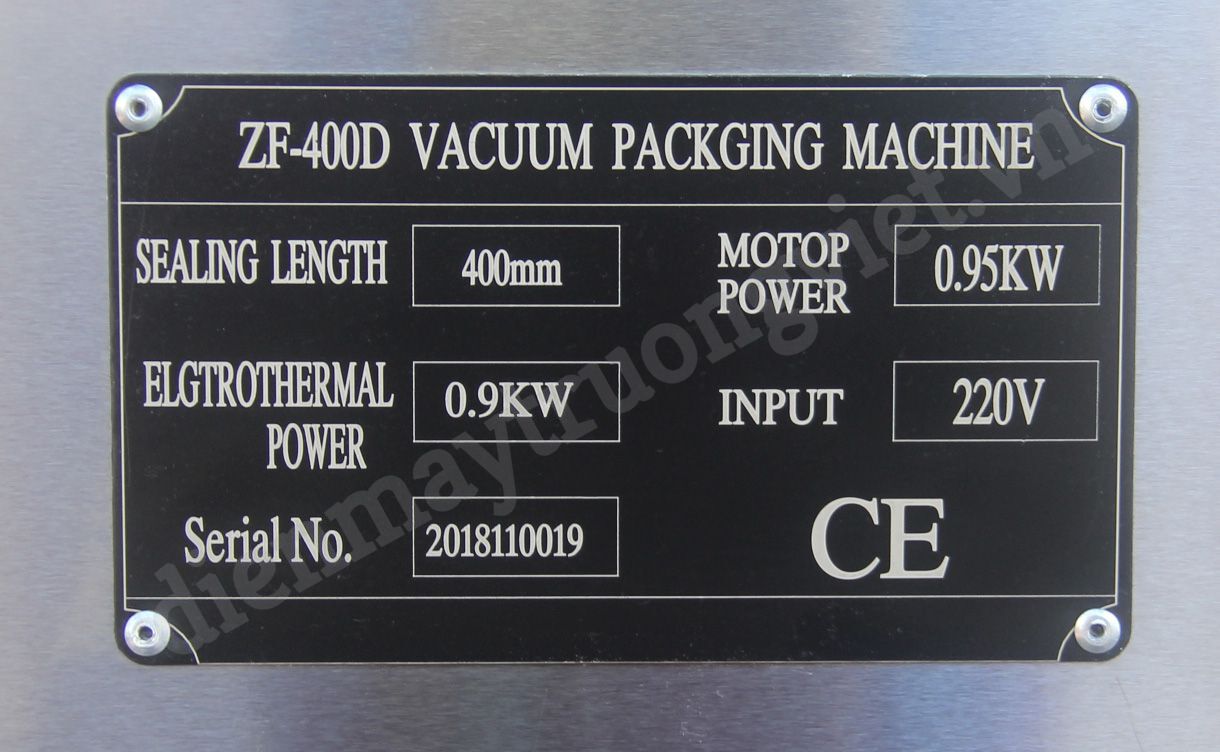 ZF-400D VACUUM PACKGING MACHINE
SEALING LENGTH 400mm
MOTOP
POWER 0.95KW
ELGTROTHERMAL
POWER 0.9KW
INPUT 220V
Serial No. 2018110019
CE
dienmaytruongviet.vn